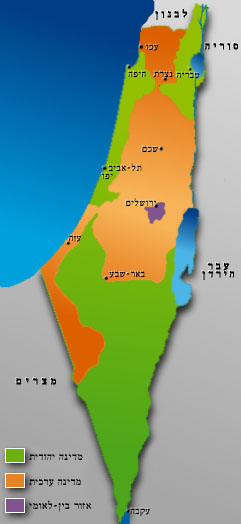 לבנון
סוריה
עכו
חיפה
נצרת
טבריה
שכם
תל-אביב
יפו
ירושלים
עזה
באר-שבע
עבר
הירדן
מצרים
מדינה יהודית
מדינה ערבית
אזור בין-לאומי
עקבה